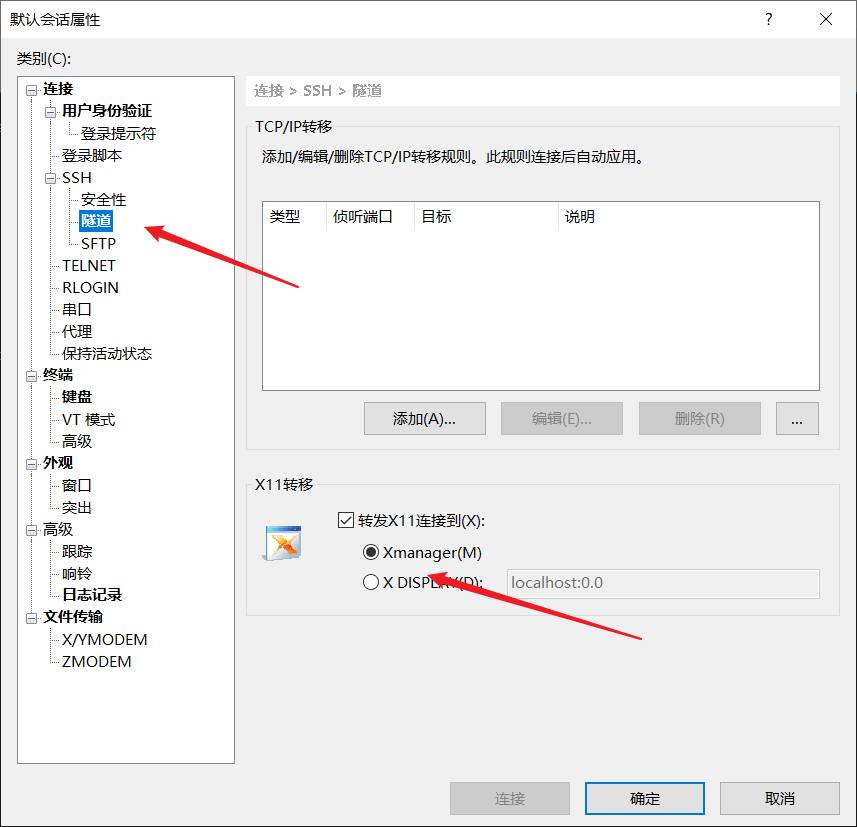 默认会话属性
?
类别(C):
连接
用户身份验证
登录提示符
登录脚本
SSH
安全性
隧道
SFTP
TELNET
RLOGIN
串口
代理
保持活动状态
终端
键盘
VT 模式
高级
外观
窗口
突出
高级
跟踪
响铃
日志记录
文件传输
X/YMODEM
ZMODEM
连接 > SSH > 隧道
TCP/IP转移
添加/编辑/删除TCP/IP转移规则。此规则连接后自动应用。
类型 侦听端口 目标 说明
添加(A)... 编辑(E)... 删除(R) ...
X11转移
转发X11连接到(X):
Xmanager(M)
X DISPLAY(D): localhost:0.0
连接 确定 取消